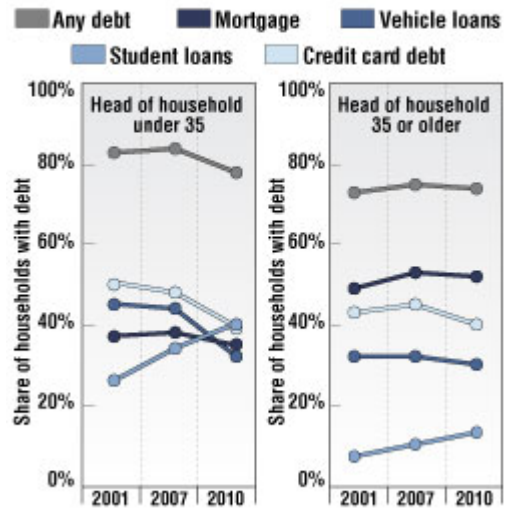 Any debt Mortgage Vehicle loans
Student loans Credit card debt
Share of households with debt
100%
80%
60%
40%
20%
0%
Head of household
under 35
2001 2007 2010
Share of households with debt
100%
80%
60%
40%
20%
0%
Head of household
35 or older
2001 2007 2010